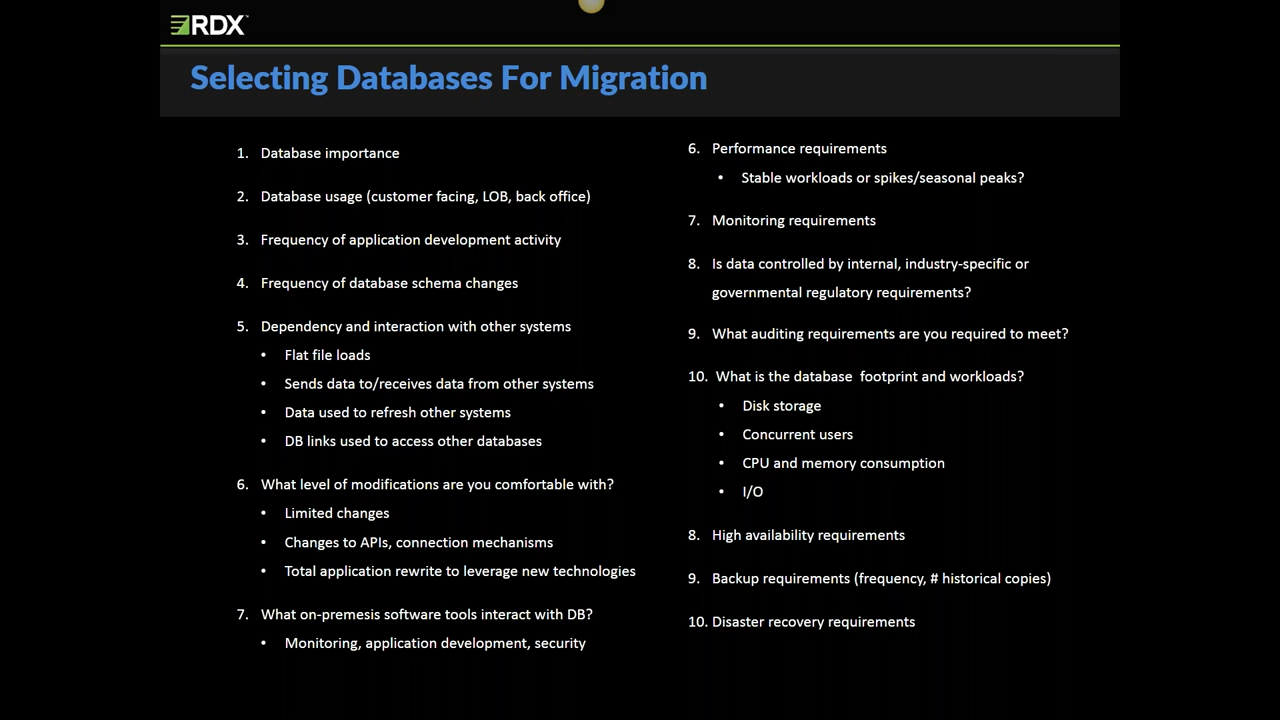 RDX
Selecting Databases For Migration
1. Database importance
2. Database usage (customer facing, LOB, back office)
3. Frequency of application development activity
4. Frequency of database schema changes
5. Dependency and interaction with other systems
• Flat file loads
• Sends data to/receives data from other systems
• Data used to refresh other systems
• DB links used to access other databases
6. What level of modifications are you comfortable with?
• Limited changes
• Changes to APIs, connection mechanisms
• Total application rewrite to leverage new technologies
7. What on-premesis software tools interact with DB?
• Monitoring, application development, security
6. Performance requirements
• Stable workloads or spikes/seasonal peaks?
7. Monitoring requirements
8. Is data controlled by internal, industry-specific or
governmental regulatory requirements?
9. What auditing requirements are you required to meet?
10. What is the database footprint and workloads?
• Disk storage
• Concurrent users
• CPU and memory consumption
• I/O
8. High availability requirements
9. Backup requirements (frequency, # historical copies)
10. Disaster recovery requirements